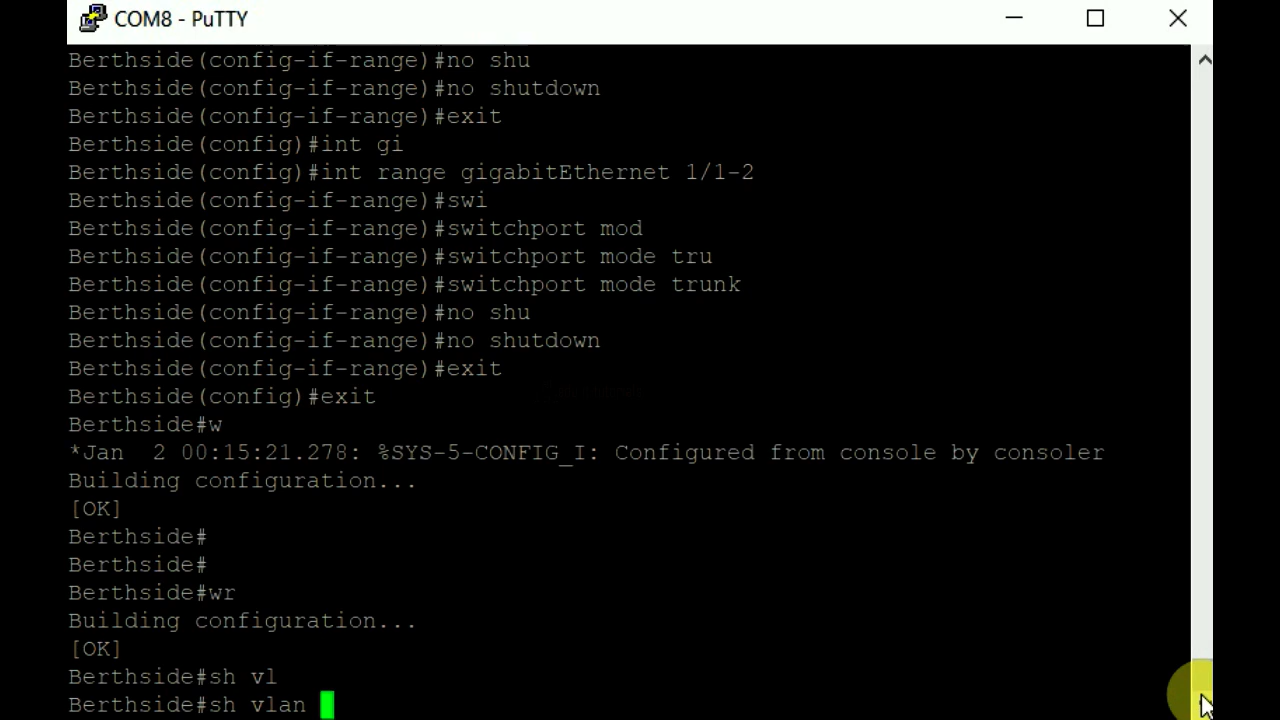 COM8 - PuTTY
Berthside(config-if-range)#no shu
Berthside(config-if-range)#no shutdown
Berthside(config-if-range)#exit
Berthside(config)#int gi
Berthside(config)#int range gigabitEthernet 1/1-2
Berthside(config-if-range)#swi
Berthside(config-if-range)#switchport mod
Berthside(config-if-range)#switchport mode tru
Berthside(config-if-range)#switchport mode trunk
Berthside(config-if-range)#no shu
Berthside(config-if-range)#no shutdown
Berthside(config-if-range)#exit
Berthside(config)#exit
Berthside#w
*Jan  2 00:15:21.278: %SYS-5-CONFIG_I: Configured from console by consoler
Building configuration...
[OK]
Berthside#
Berthside#
Berthside#wr
Building configuration...
[OK]
Berthside#sh vl
Berthside#sh vlan